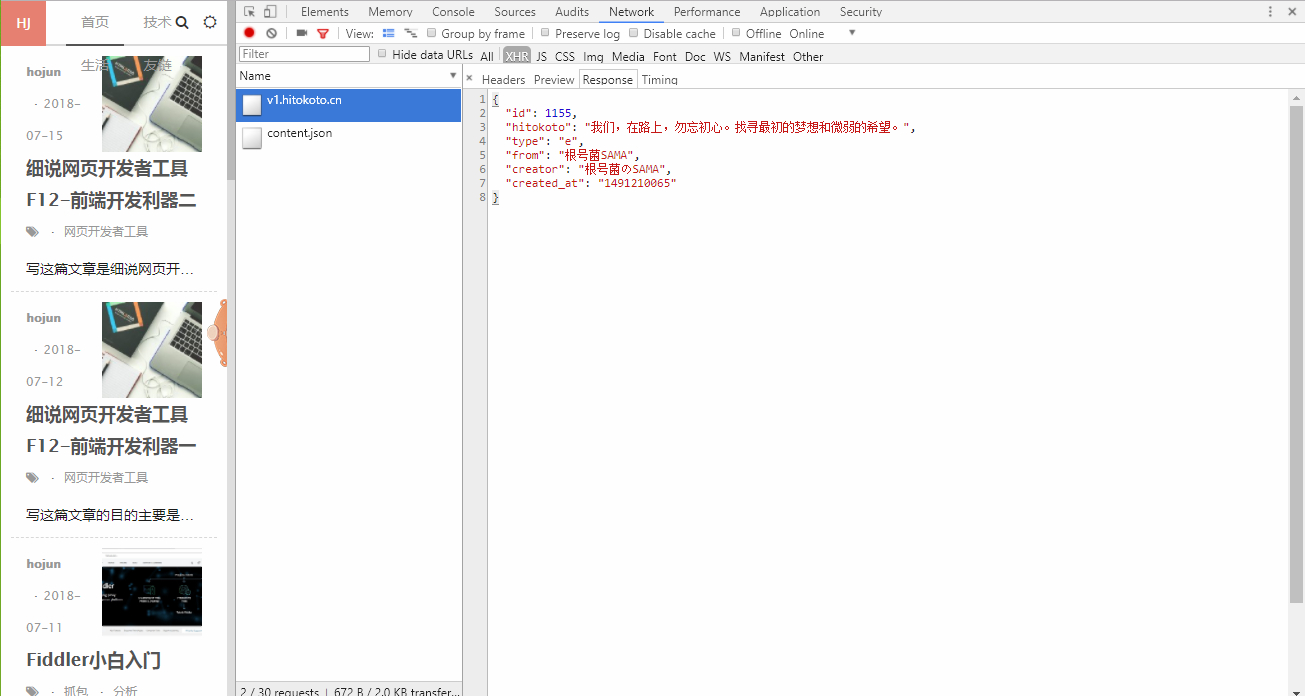 HJ
首页
技术
生活
友链
hojun
· 2018-
07-15
细说网页开发者工具
F12-前端开发利器二
· 网页开发者工具
写这篇文章是细说网页开...
hojun
· 2018-
07-12
细说网页开发者工具
F12-前端开发利器一
· 网页开发者工具
写这篇文章的目的主要是...
hojun
· 2018-
07-11
Fiddler小白入门
· 抓包 · 分析
Elements Memory Console Sources Audits Network Performance Application Security
View: Group by frame Preserve log Disable cache Offline Online
Filter Hide data URLs All XHR JS CSS Img Media Font Doc WS Manifest Other
Name
v1.hitokoto.cn
content.json
2 / 30 requests | 672 B / 2.0 KB transfer...
× Headers Preview Response Timing
1 {
2 "id": 1155,
3 "hitokoto": "我们，在路上，勿忘初心。找寻最初的梦想和微弱的希望。",
4 "type": "e",
5 "from": "根号菌SAMA",
6 "creator": "根号菌のSAMA",
7 "created_at": "1491210065"
8 }